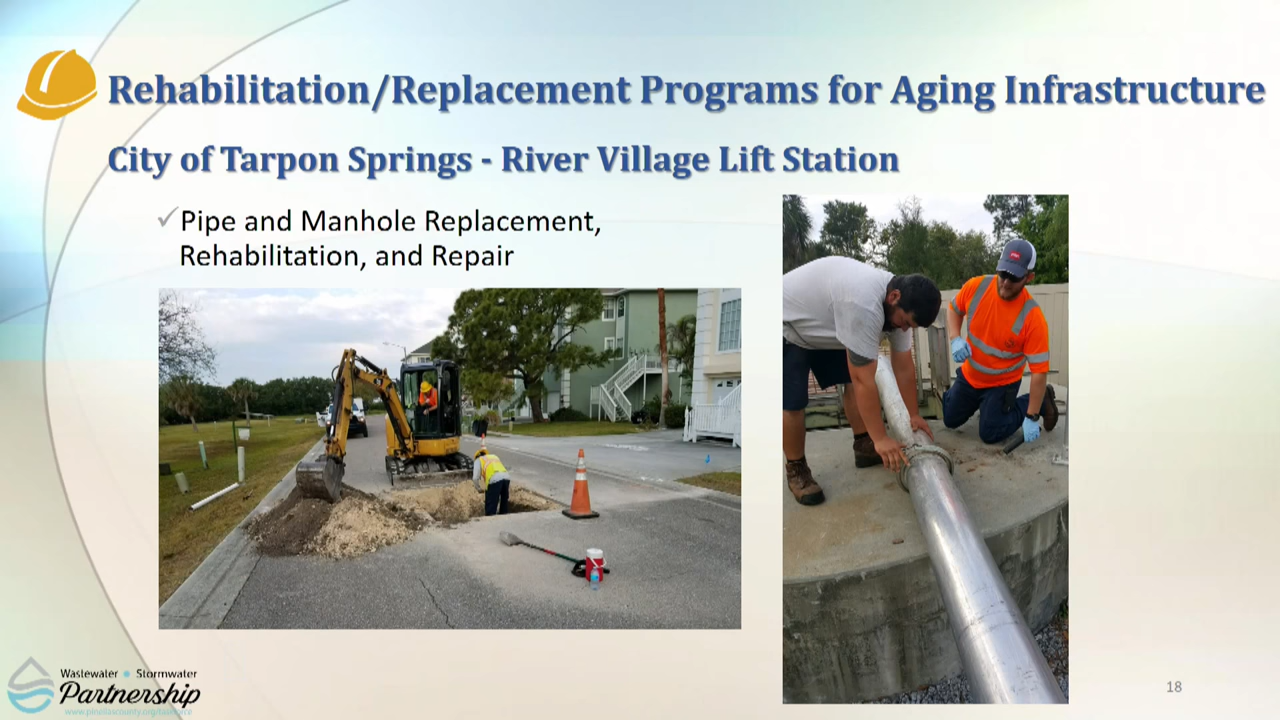 Rehabilitation/Replacement Programs for Aging Infrastructure
City of Tarpon Springs - River Village Lift Station
Pipe and Manhole Replacement,
Rehabilitation, and Repair
Wastewater Stormwater
Partnership
18